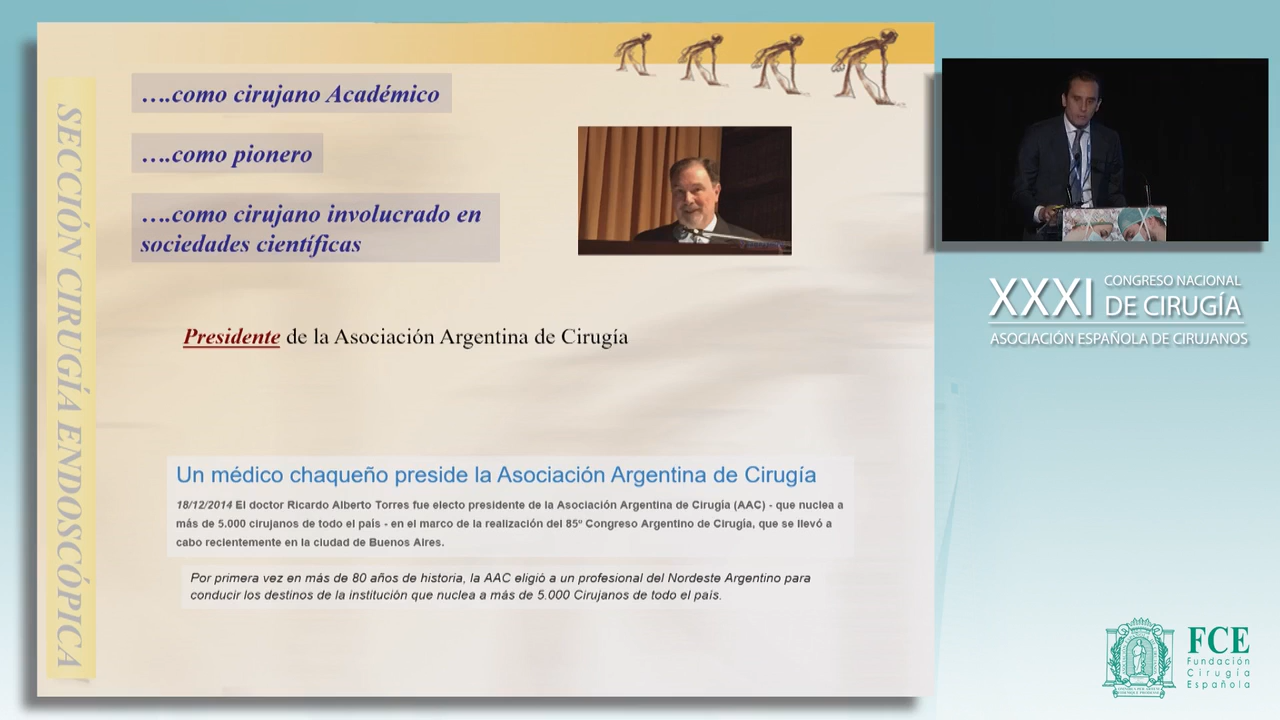 SECCIÓN CIRUGÍA ENDOSCÓPICA
….como cirujano Académico
….como pionero
….como cirujano involucrado en
sociedades científicas
Presidente de la Asociación Argentina de Cirugía
Un médico chaqueño preside la Asociación Argentina de Cirugía
18/12/2014 El doctor Ricardo Alberto Torres fue electo presidente de la Asociación Argentina de Cirugía (AAC) - que nuclea a
más de 5.000 cirujanos de todo el país - en el marco de la realización del 85º Congreso Argentino de Cirugía, que se llevó a
cabo recientemente en la ciudad de Buenos Aires.
Por primera vez en más de 80 años de historia, la AAC eligió a un profesional del Nordeste Argentino para
conducir los destinos de la institución que nuclea a más de 5.000 Cirujanos de todo el país.
XXXI CONGRESO NACIONAL
DE CIRUGÍA
ASOCIACIÓN ESPAÑOLA DE CIRUJANOS
FCE
Fundación
Cirugía
Española